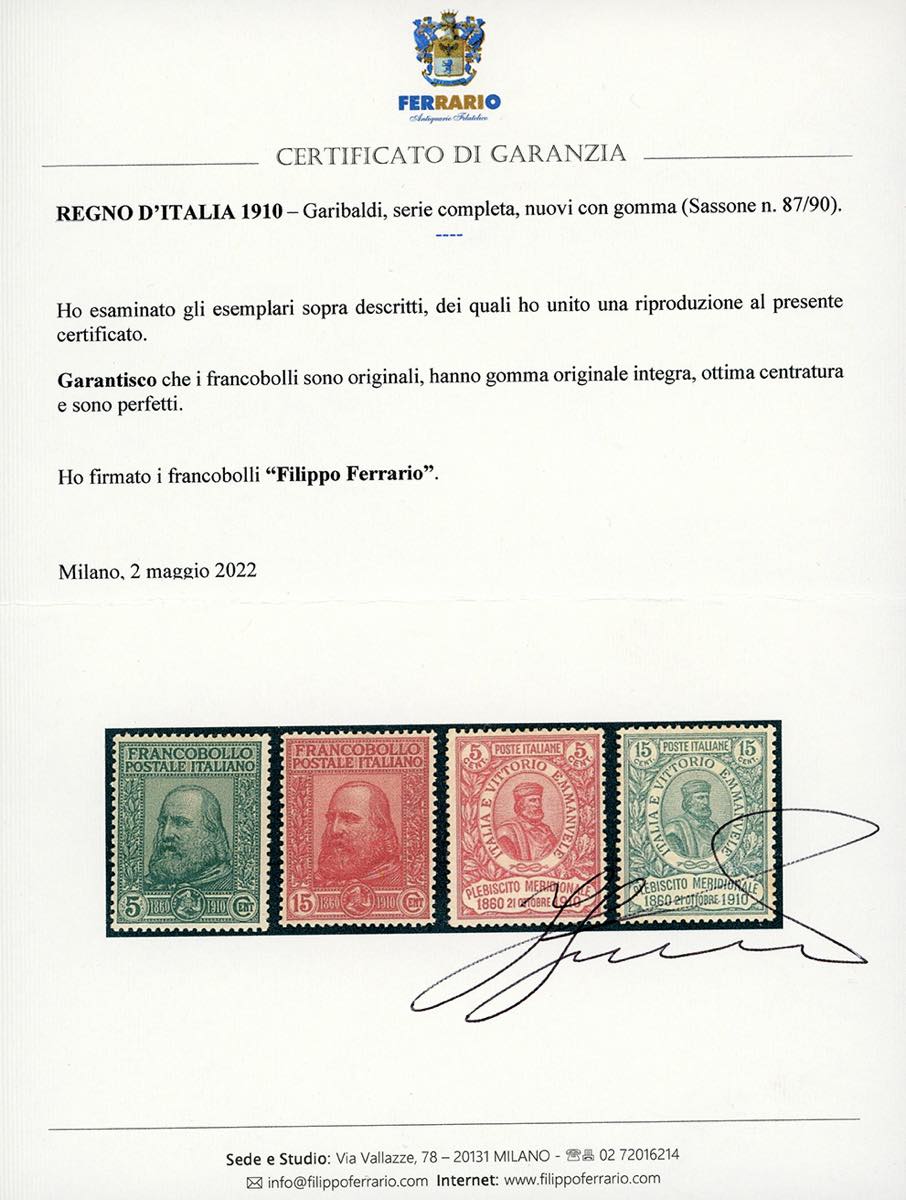 FERRARIO
Antiquario Filatelico
CERTIFICATO DI GARANZIA
REGNO D'ITALIA 1910 – Garibaldi, serie completa, nuovi con gomma (Sassone n. 87/90).
----
Ho esaminato gli esemplari sopra descritti, dei quali ho unito una riproduzione al presente
certificato.
Garantisco che i francobolli sono originali, hanno gomma originale integra, ottima centratura
e sono perfetti.
Ho firmato i francobolli “Filippo Ferrario”.
Milano, 2 maggio 2022
FRANCOBOLLO
POSTALE ITALIANO
5 1860 1910 CENT
FRANCOBOLLO
POSTALE ITALIANO
15 1860 1910 CENT
5 CENT. POSTE ITALIANE 5 CENT.
ITALIA E VITTORIO EMMANVELE
PLEBISCITO MERIDIONALE
1860 21 OTTOBRE 1910
15 CENT. POSTE ITALIANE 15 CENT.
ITALIA E VITTORIO EMMANVELE
PLEBISCITO MERIDIONALE
1860 21 OTTOBRE 1910
Sede e Studio: Via Vallazze, 78 – 20131 MILANO - ☏ 02 72016214
✉ info@filippoferrario.com Internet: www.filippoferrario.com